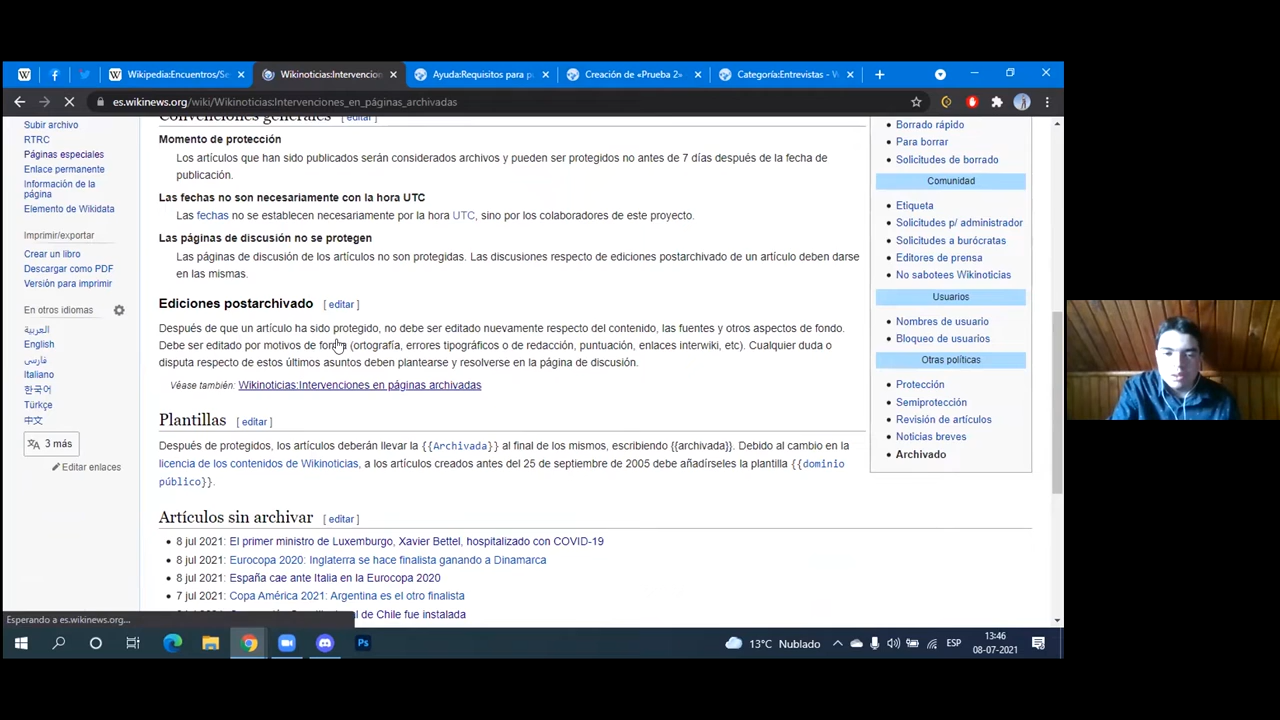 Wikipedia:Encuentros/Se
Wikinoticias:Intervencion
Ayuda:Requisitos para p
Creación de «Prueba 2»
Categoría:Entrevistas - V
es.wikinews.org/wiki/Wikinoticias:Intervenciones_en_páginas_archivadas
Subir archivo
RTRC
Páginas especiales
Enlace permanente
Información de la
página
Elemento de Wikidata
Imprimir/exportar
Crear un libro
Descargar como PDF
Versión para imprimir
En otros idiomas
العربية
English
فارسی
Italiano
한국어
Türkçe
中文
3 más
Editar enlaces
Convenciones generales [ editar ]
Momento de protección
Los artículos que han sido publicados serán considerados archivos y pueden ser protegidos no antes de 7 días después de la fecha de
publicación.
Las fechas no son necesariamente con la hora UTC
Las fechas no se establecen necesariamente por la hora UTC, sino por los colaboradores de este proyecto.
Las páginas de discusión no se protegen
Las páginas de discusión de los artículos no son protegidas. Las discusiones respecto de ediciones postarchivado de un artículo deben darse
en las mismas.
Ediciones postarchivado [ editar ]
Después de que un artículo ha sido protegido, no debe ser editado nuevamente respecto del contenido, las fuentes y otros aspectos de fondo.
Debe ser editado por motivos de forma (ortografía, errores tipográficos o de redacción, puntuación, enlaces interwiki, etc). Cualquier duda o
disputa respecto de estos últimos asuntos deben plantearse y resolverse en la página de discusión.
Véase también: Wikinoticias:Intervenciones en páginas archivadas
Plantillas [ editar ]
Después de protegidos, los artículos deberán llevar la {{Archivada}} al final de los mismos, escribiendo {{archivada}}. Debido al cambio en la
licencia de los contenidos de Wikinoticias, a los artículos creados antes del 25 de septiembre de 2005 debe añadírseles la plantilla {{dominio
público}}.
Artículos sin archivar [ editar ]
8 jul 2021: El primer ministro de Luxemburgo, Xavier Bettel, hospitalizado con COVID-19
8 jul 2021: Eurocopa 2020: Inglaterra se hace finalista ganando a Dinamarca
8 jul 2021: España cae ante Italia en la Eurocopa 2020
7 jul 2021: Copa América 2021: Argentina es el otro finalista
al de Chile fue instalada
Borrado rápido
Para borrar
Solicitudes de borrado
Comunidad
Etiqueta
Solicitudes p/ administrador
Solicitudes a burócratas
Editores de prensa
No sabotees Wikinoticias
Usuarios
Nombres de usuario
Bloqueo de usuarios
Otras políticas
Protección
Semiprotección
Revisión de artículos
Noticias breves
Archivado
Esperando a es.wikinews.org...
13°C Nublado
ESP
13:46
08-07-2021